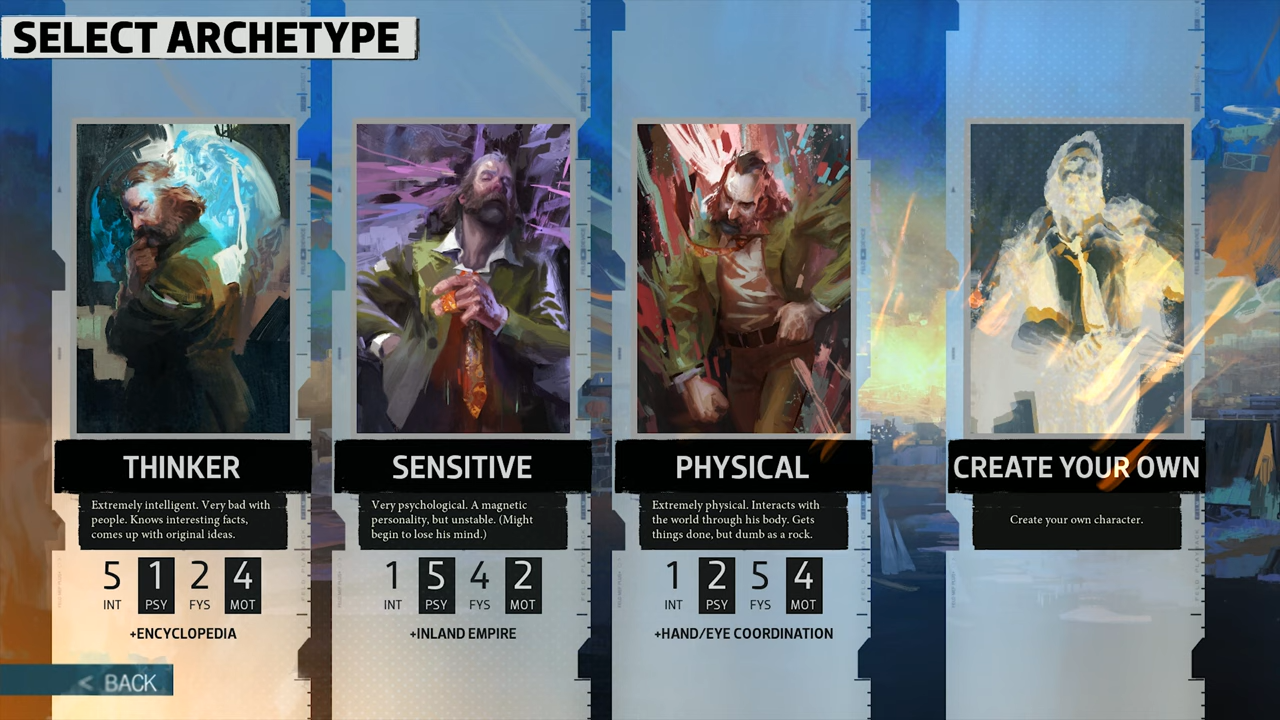 SELECT ARCHETYPE
THINKER
Extremely intelligent. Very bad with
people. Knows interesting facts,
comes up with original ideas.
5 1 2 4
INT PSY FYS MOT
+ENCYCLOPEDIA
SENSITIVE
Very psychological. A magnetic
personality, but unstable. (Might
begin to lose his mind.)
1 5 4 2
INT PSY FYS MOT
+INLAND EMPIRE
PHYSICAL
Extremely physical. Interacts with
the world through his body. Gets
things done, but dumb as a rock.
1 2 5 4
INT PSY FYS MOT
+HAND/EYE COORDINATION
CREATE YOUR OWN
Create your own character.
< BACK